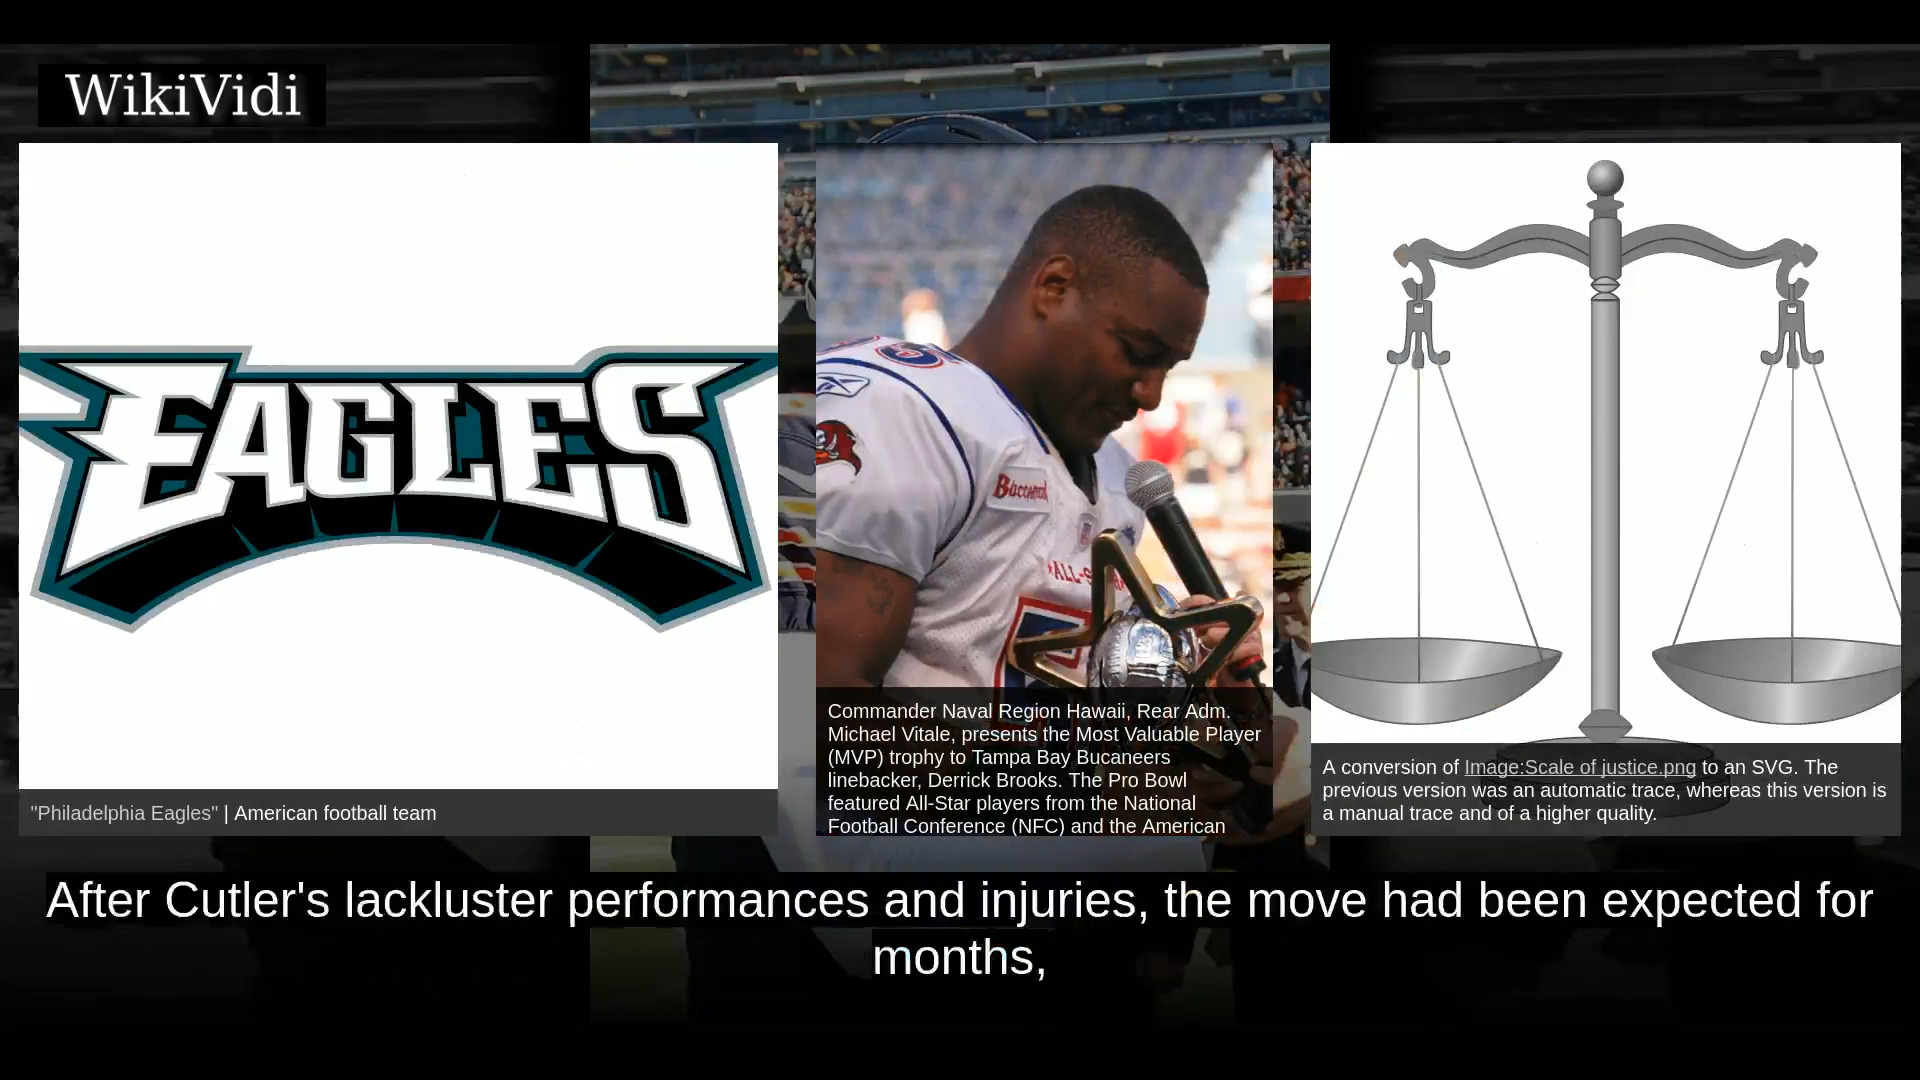 WikiVidi
EAGLES
Buccaneers
"Philadelphia Eagles" | American football team
Commander Naval Region Hawaii, Rear Adm.
Michael Vitale, presents the Most Valuable Player
(MVP) trophy to Tampa Bay Bucaneers
linebacker, Derrick Brooks. The Pro Bowl
featured All-Star players from the National
Football Conference (NFC) and the American
A conversion of Image:Scale of justice.png to an SVG. The
previous version was an automatic trace, whereas this version is
a manual trace and of a higher quality.
After Cutler's lackluster performances and injuries, the move had been expected for
months,